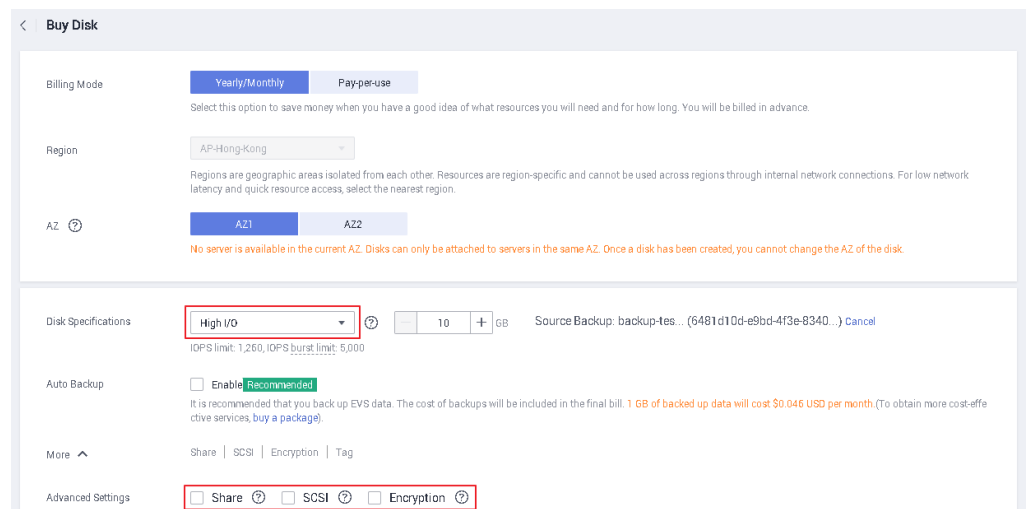 Buy Disk
Billing Mode
Yearly/Monthly Pay-per-use
Select this option to save money when you have a good idea of what resources you will need and for how long. You will be billed in advance.
Region
AP-Hong-Kong
Regions are geographic areas isolated from each other. Resources are region-specific and cannot be used across regions through internal network connections. For low network
latency and quick resource access, select the nearest region.
AZ ?
AZ1 AZ2
No server is available in the current AZ. Disks can only be attached to servers in the same AZ. Once a disk has been created, you cannot change the AZ of the disk.
Disk Specifications
High I/O ? − 10 + GB Source Backup: backup-tes... (6481d10d-e9bd-4f3e-8340...) Cancel
IOPS limit: 1,260, IOPS burst limit: 5,000
Auto Backup
Enable Recommended
It is recommended that you back up EVS data. The cost of backups will be included in the final bill. 1 GB of backed up data will cost $0.046 USD per month.(To obtain more cost-effe
ctive services, buy a package).
More
Share | SCSI | Encryption | Tag
Advanced Settings
Share ? SCSI ? Encryption ?